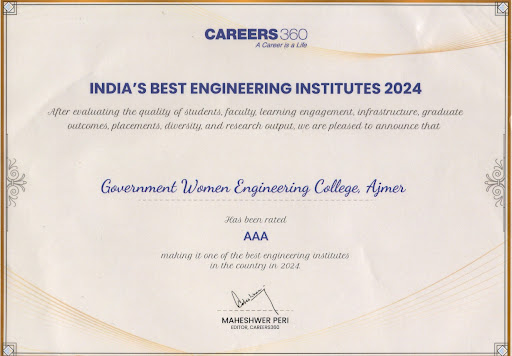 CAREERS360
A Career is a Life
INDIA'S BEST ENGINEERING INSTITUTES 2024
After evaluating the quality of students, faculty, learning engagement, infrastructure, graduate
outcomes, placements, diversity, and research output, we are pleased to announce that
Government Women Engineering College, Ajmer
Has been rated
AAA
making it one of the best engineering institutes
in the country in 2024.
MAHESHWER PERI
EDITOR, CAREERS360